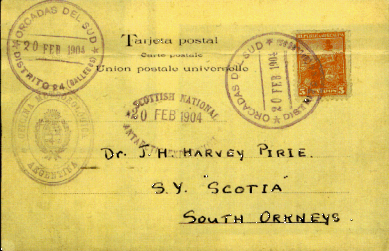 ORCADAS DEL SUD
20 FEB 1904
DISTRITO 24 (GALLEGOS)
Tarjeta postal
Carte postale
Union postale universelle
ORCADAS DEL SUD
20 FEB 1904
5
SCOTTISH NATIONAL
20 FEB 1904
ARGENTINA
Dr. J. H. HARVEY PIRIE.
S.Y. "SCOTIA"
SOUTH ORKNEYS.